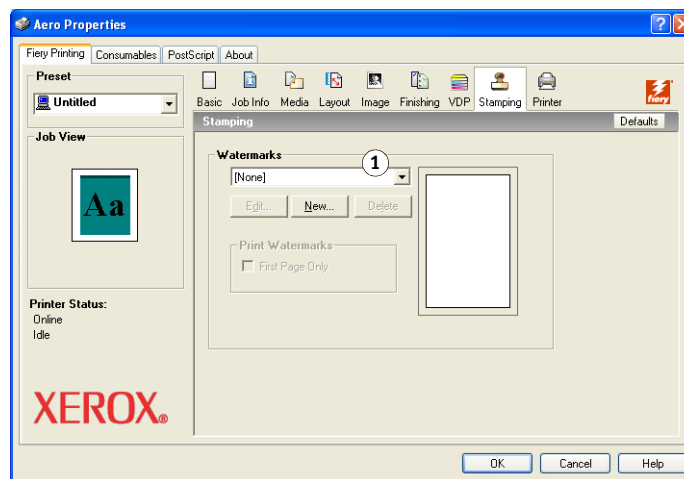 Aero Properties
Fiery Printing Consumables PostScript About
Preset
Untitled
Basic Job Info Media Layout Image Finishing VDP Stamping Printer
fiery
Stamping Defaults
Job View
Aa
Watermarks
1
[None]
Edit... New... Delete
Print Watermarks
First Page Only
Printer Status:
Online
Idle
XEROX®
OK Cancel Help